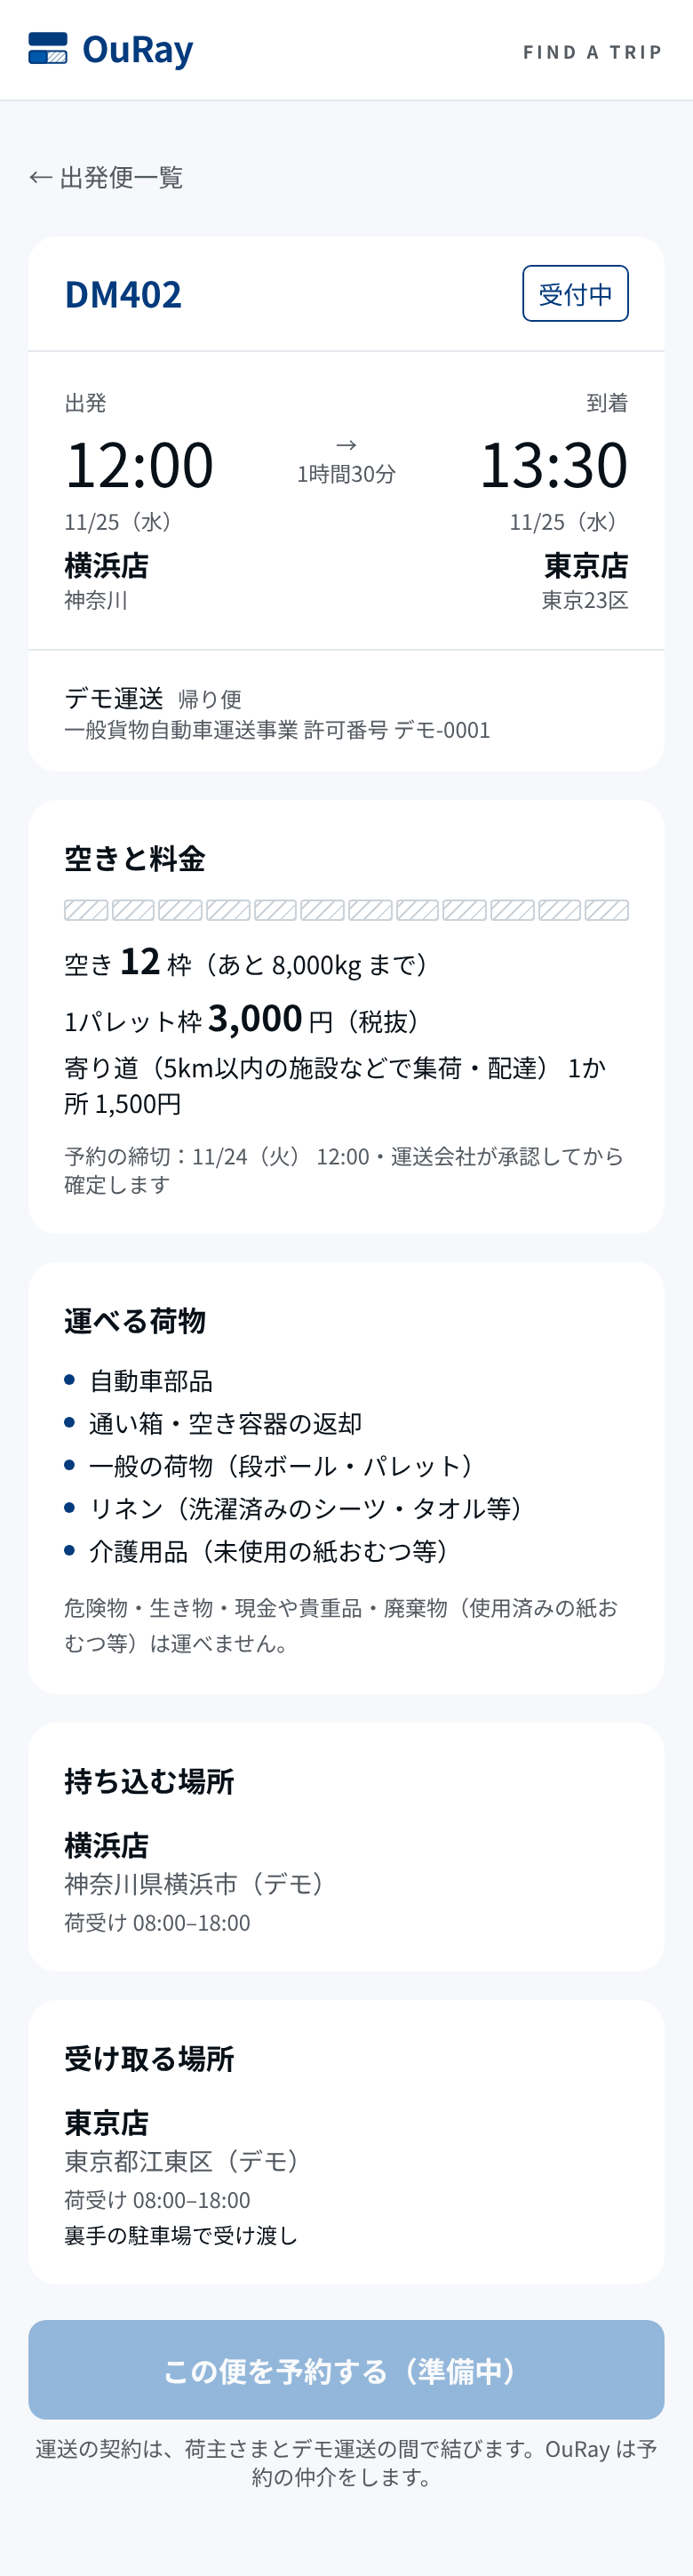 OuRay
FIND A TRIP
← 出発便一覧
DM402
受付中
出発
到着
12:00
→
1時間30分
13:30
11/25（水）
11/25（水）
横浜店
東京店
神奈川
東京23区
デモ運送 帰り便
一般貨物自動車運送事業 許可番号 デモ-0001
空きと料金
空き 12 枠（あと 8,000kg まで）
1パレット枠 3,000 円（税抜）
寄り道（5km以内の施設などで集荷・配達） 1か
所 1,500円
予約の締切：11/24（火） 12:00・運送会社が承認してから
確定します
運べる荷物
自動車部品
通い箱・空き容器の返却
一般の荷物（段ボール・パレット）
リネン（洗濯済みのシーツ・タオル等）
介護用品（未使用の紙おむつ等）
危険物・生き物・現金や貴重品・廃棄物（使用済みの紙お
むつ等）は運べません。
持ち込む場所
横浜店
神奈川県横浜市（デモ）
荷受け 08:00–18:00
受け取る場所
東京店
東京都江東区（デモ）
荷受け 08:00–18:00
裏手の駐車場で受け渡し
この便を予約する（準備中）
運送の契約は、荷主さまとデモ運送の間で結びます。OuRay は予
約の仲介をします。